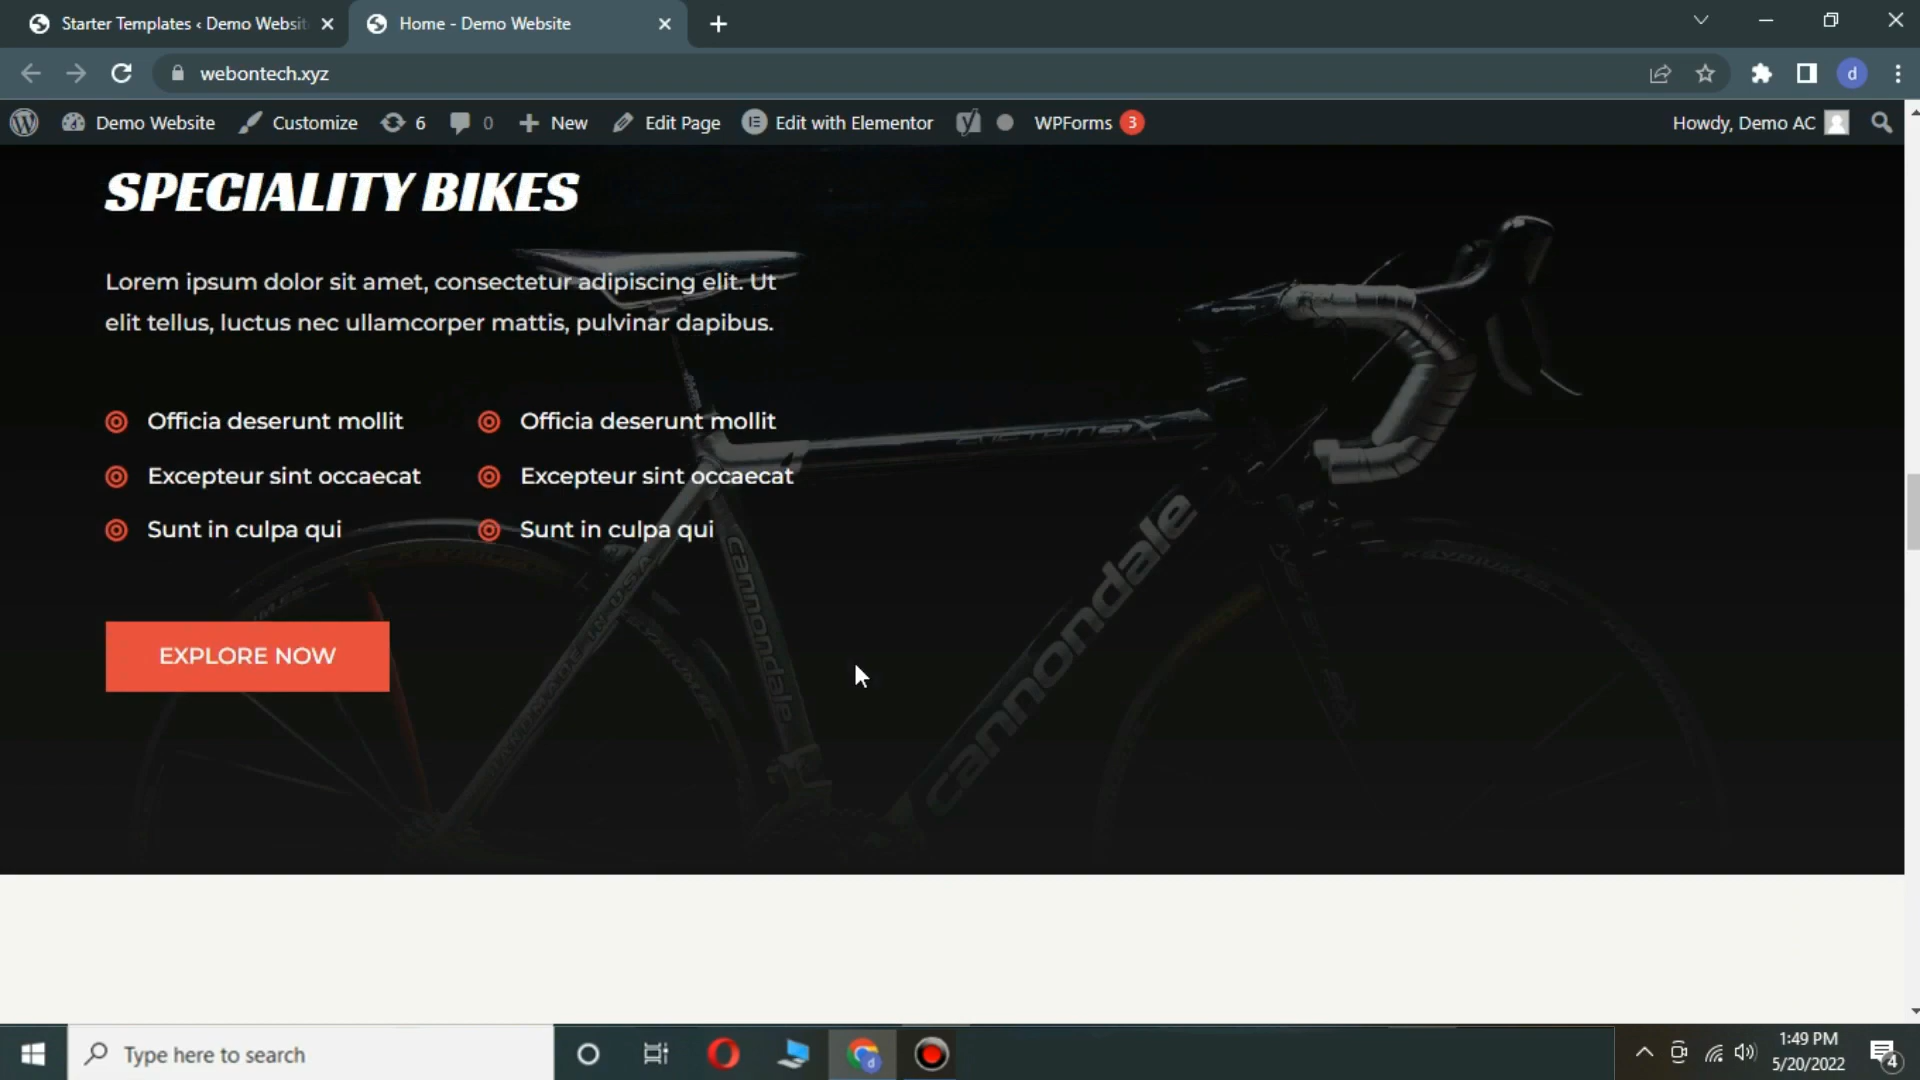 Starter Templates ‹ Demo Websit
Home - Demo Website
webontech.xyz
d
Demo Website
Customize
6
0
New
Edit Page
Edit with Elementor
WPForms 3
Howdy, Demo AC
SPECIALITY BIKES
Lorem ipsum dolor sit amet, consectetur adipiscing elit. Ut
elit tellus, luctus nec ullamcorper mattis, pulvinar dapibus.
Officia deserunt mollit
Officia deserunt mollit
Excepteur sint occaecat
Excepteur sint occaecat
Sunt in culpa qui
Sunt in culpa qui
EXPLORE NOW
cannondale
cannondale
Type here to search
d
1:49 PM
5/20/2022
4